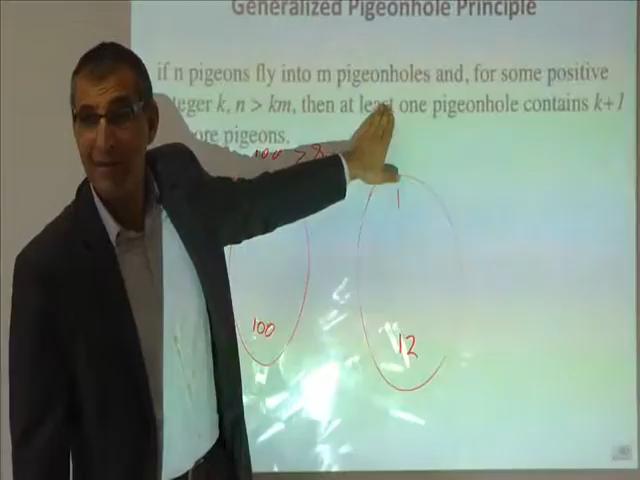 Generalized Pigeonhole Principle
if n pigeons fly into m pigeonholes and, for some positive
teger k, n > km, then at least one pigeonhole contains k+1
ore pigeons.
100 > 8
1
100
12